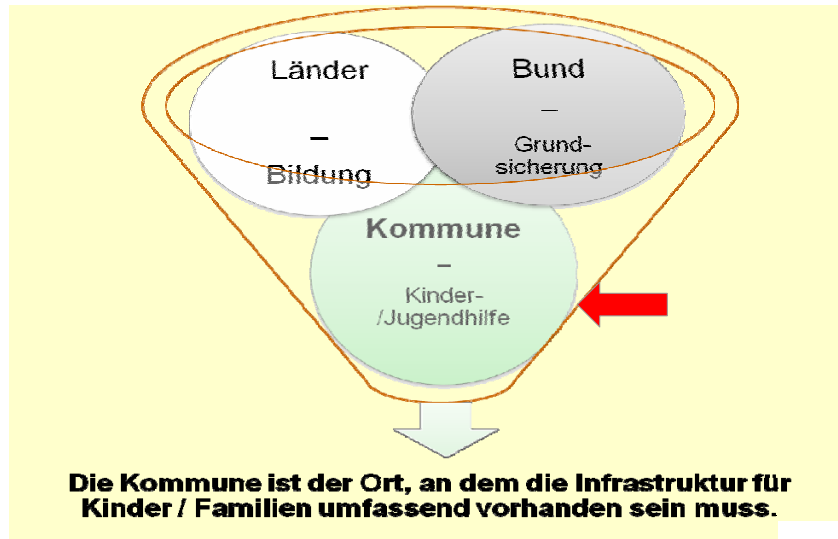 Länder
–
Bildung
Bund
–
Grund-
sicherung
Kommune
–
Kinder-
/Jugendhilfe
Die Kommune ist der Ort, an dem die Infrastruktur für
Kinder / Familien umfassend vorhanden sein muss.